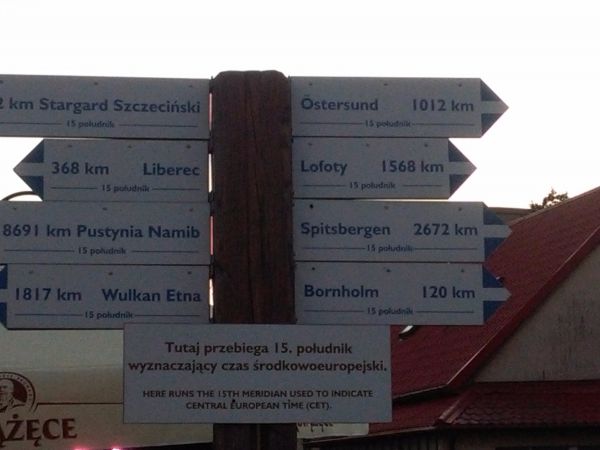 km Stargard Szczeciński
15 południk
368 km Liberec
15 południk
8691 km Pustynia Namib
15 południk
1817 km Wulkan Etna
15 południk
Östersund 1012 km
15 południk
Lofoty 1568 km
15 południk
Spitsbergen 2672 km
15 południk
Bornholm 120 km
15 południk
Tutaj przebiega 15. południk
wyznaczający czas środkowoeuropejski.
HERE RUNS THE 15TH MERIDIAN USED TO INDICATE
CENTRAL EUROPEAN TIME (CET).